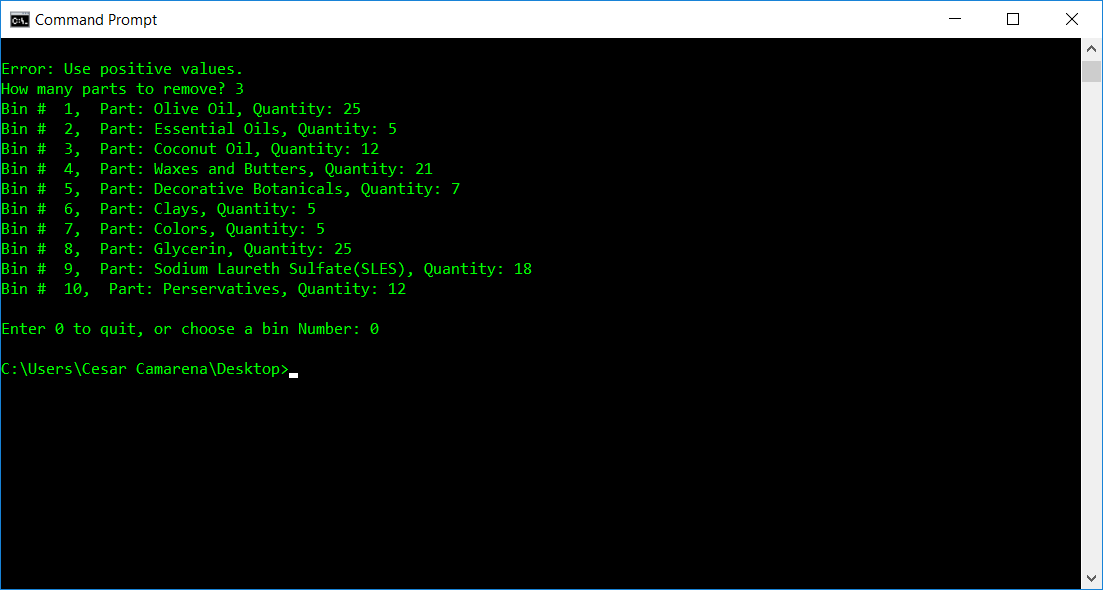 Command Prompt
Error: Use positive values.
How many parts to remove? 3
Bin #  1,  Part: Olive Oil, Quantity: 25
Bin #  2,  Part: Essential Oils, Quantity: 5
Bin #  3,  Part: Coconut Oil, Quantity: 12
Bin #  4,  Part: Waxes and Butters, Quantity: 21
Bin #  5,  Part: Decorative Botanicals, Quantity: 7
Bin #  6,  Part: Clays, Quantity: 5
Bin #  7,  Part: Colors, Quantity: 5
Bin #  8,  Part: Glycerin, Quantity: 25
Bin #  9,  Part: Sodium Laureth Sulfate(SLES), Quantity: 18
Bin #  10,  Part: Perservatives, Quantity: 12
Enter 0 to quit, or choose a bin Number: 0
C:\Users\Cesar Camarena\Desktop>